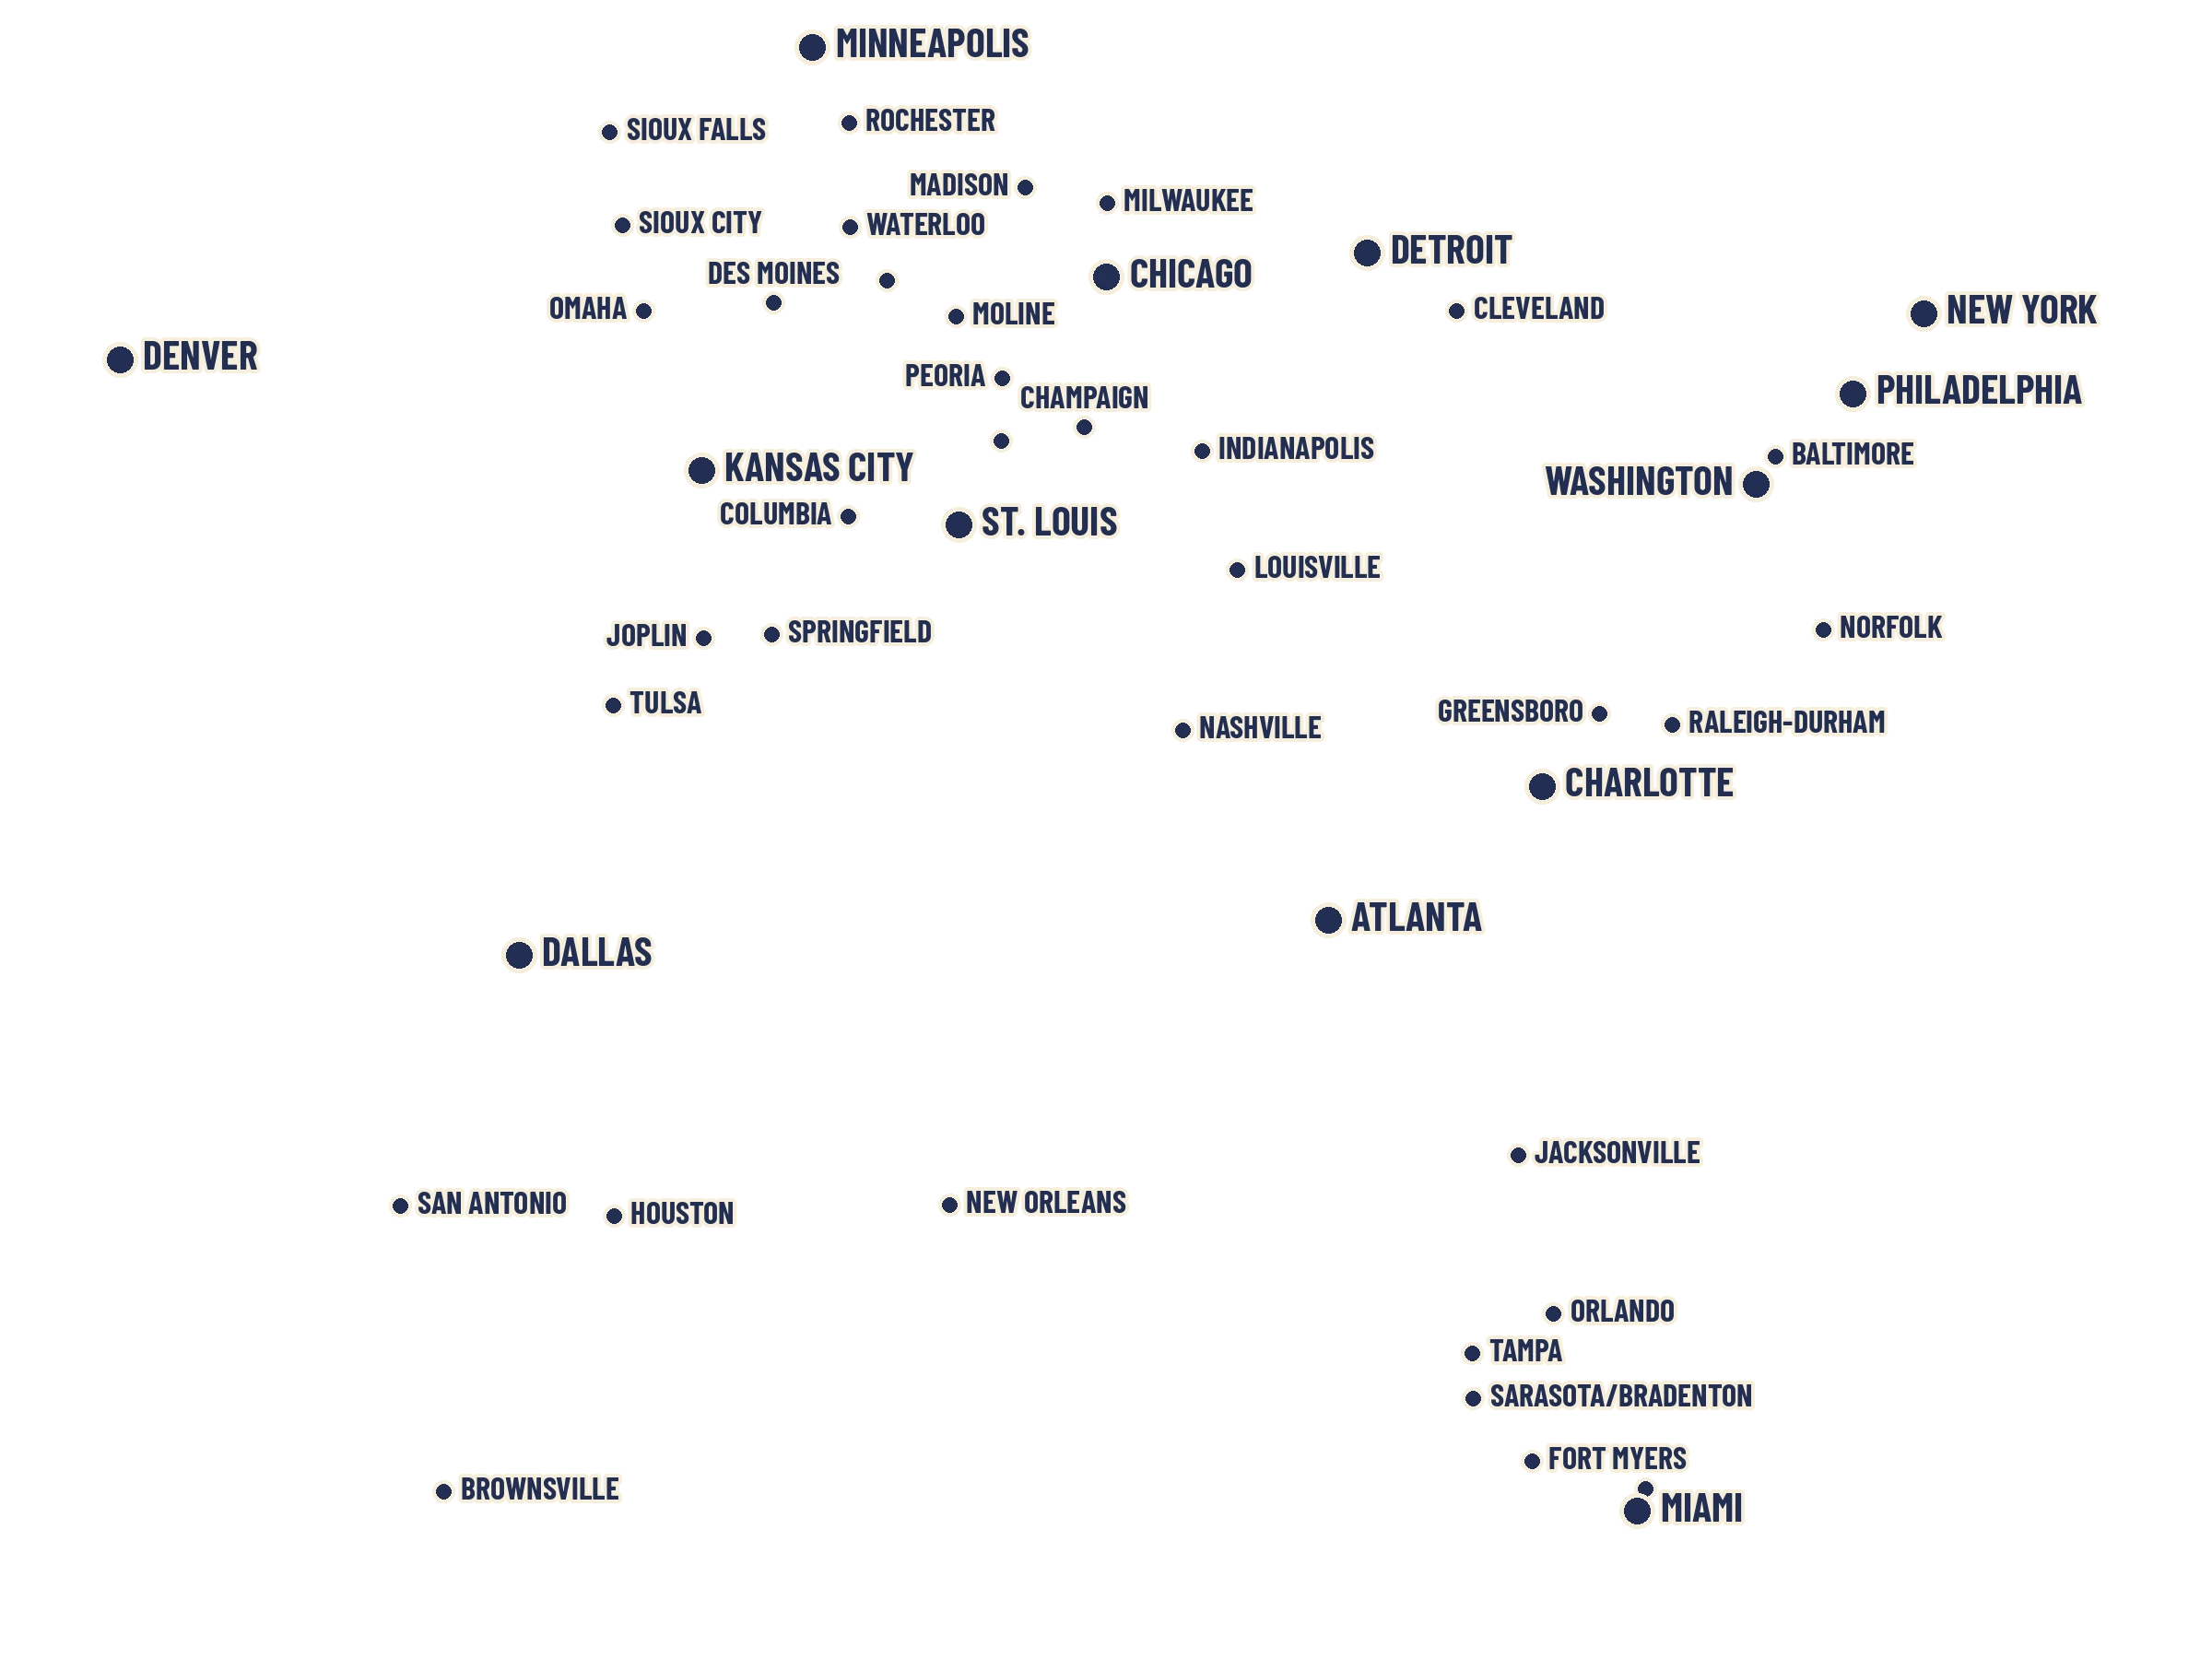 MINNEAPOLIS
ROCHESTER
SIOUX FALLS
MADISON
MILWAUKEE
SIOUX CITY
WATERLOO
DETROIT
DES MOINES
CHICAGO
OMAHA
MOLINE
CLEVELAND
NEW YORK
DENVER
PEORIA
CHAMPAIGN
PHILADELPHIA
INDIANAPOLIS
BALTIMORE
KANSAS CITY
WASHINGTON
COLUMBIA
ST. LOUIS
LOUISVILLE
JOPLIN
SPRINGFIELD
NORFOLK
TULSA
GREENSBORO
RALEIGH-DURHAM
NASHVILLE
CHARLOTTE
ATLANTA
DALLAS
JACKSONVILLE
SAN ANTONIO
HOUSTON
NEW ORLEANS
ORLANDO
TAMPA
SARASOTA/BRADENTON
FORT MYERS
BROWNSVILLE
MIAMI